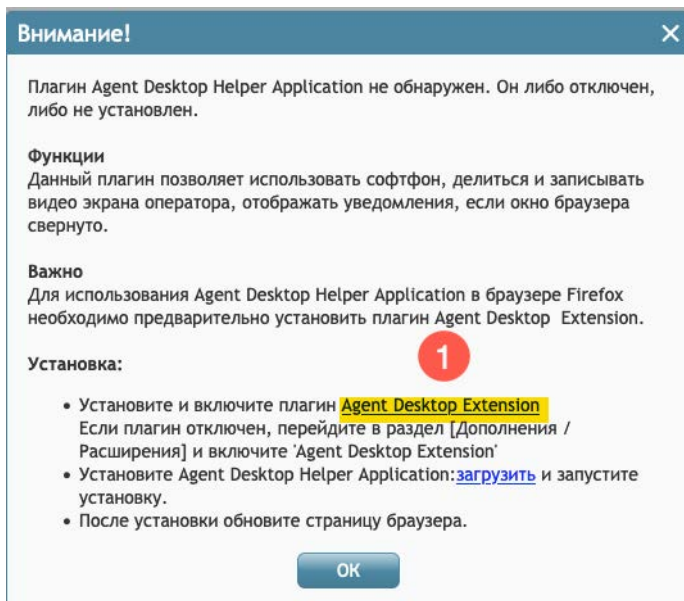 Внимание!
Плагин Agent Desktop Helper Application не обнаружен. Он либо отключен,
либо не установлен.
Функции
Данный плагин позволяет использовать софтфон, делиться и записывать
видео экрана оператора, отображать уведомления, если окно браузера
свернуто.
Важно
Для использования Agent Desktop Helper Application в браузере Firefox
необходимо предварительно установить плагин Agent Desktop Extension.
1
Установка:
• Установите и включите плагин Agent Desktop Extension
Если плагин отключен, перейдите в раздел [Дополнения /
Расширения] и включите 'Agent Desktop Extension'
• Установите Agent Desktop Helper Application:загрузить и запустите
установку.
• После установки обновите страницу браузера.
ОК